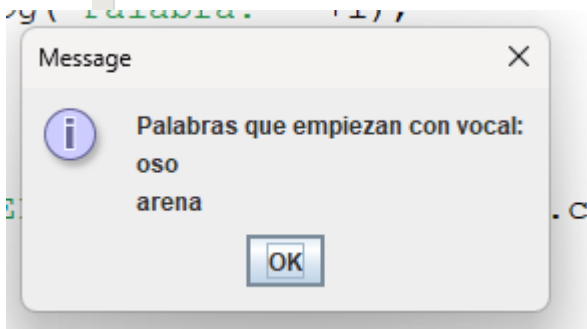 Message
Palabras que empiezan con vocal:
oso
arena
OK
.c